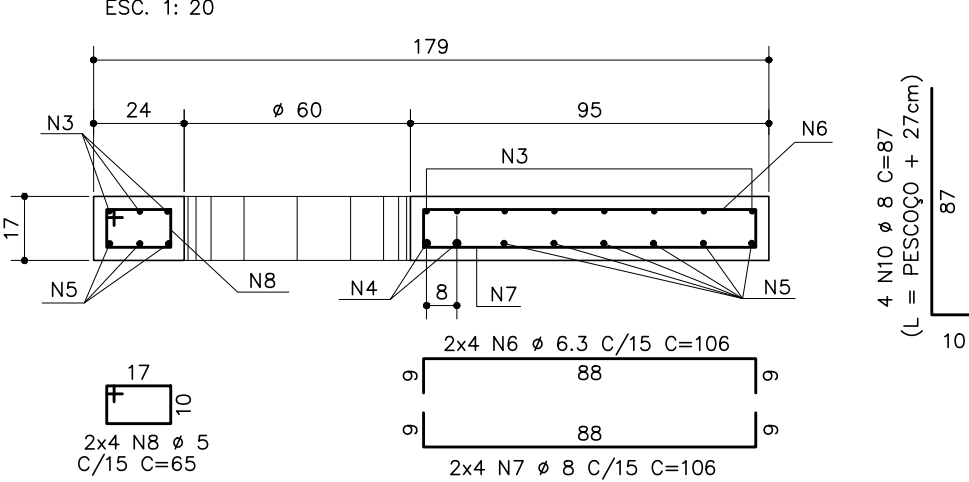 ESC. 1: 20
179
24
ø 60
95
N3
N3
N6
17
N5
N8
N4
8
N7
N5
4 N10 ø 8 C=87
(L = PESCOÇO + 27cm)
87
10
2x4 N6 ø 6.3 C/15 C=106
9
88
9
17
10
2x4 N8 ø 5
C/15 C=65
9
88
9
2x4 N7 ø 8 C/15 C=106